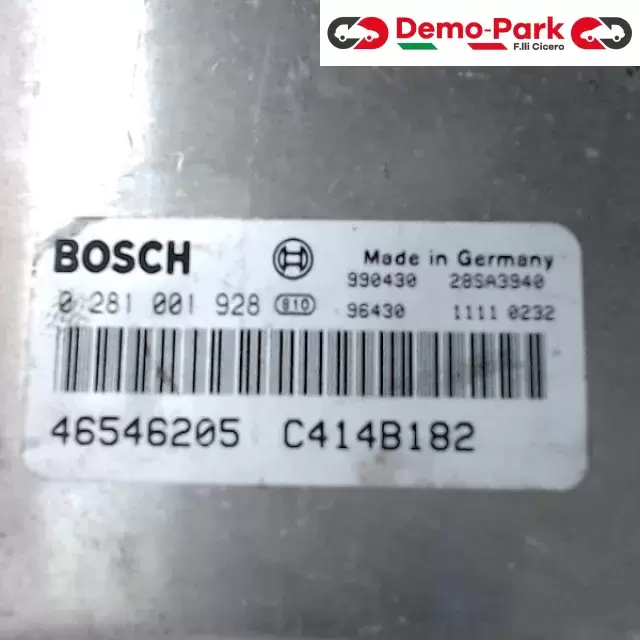 Demo-Park
F.lli Cicero
BOSCH Made in Germany
990430 28SA3940
0 281 001 928 810 96430 1111 0232
46546205 C414B182